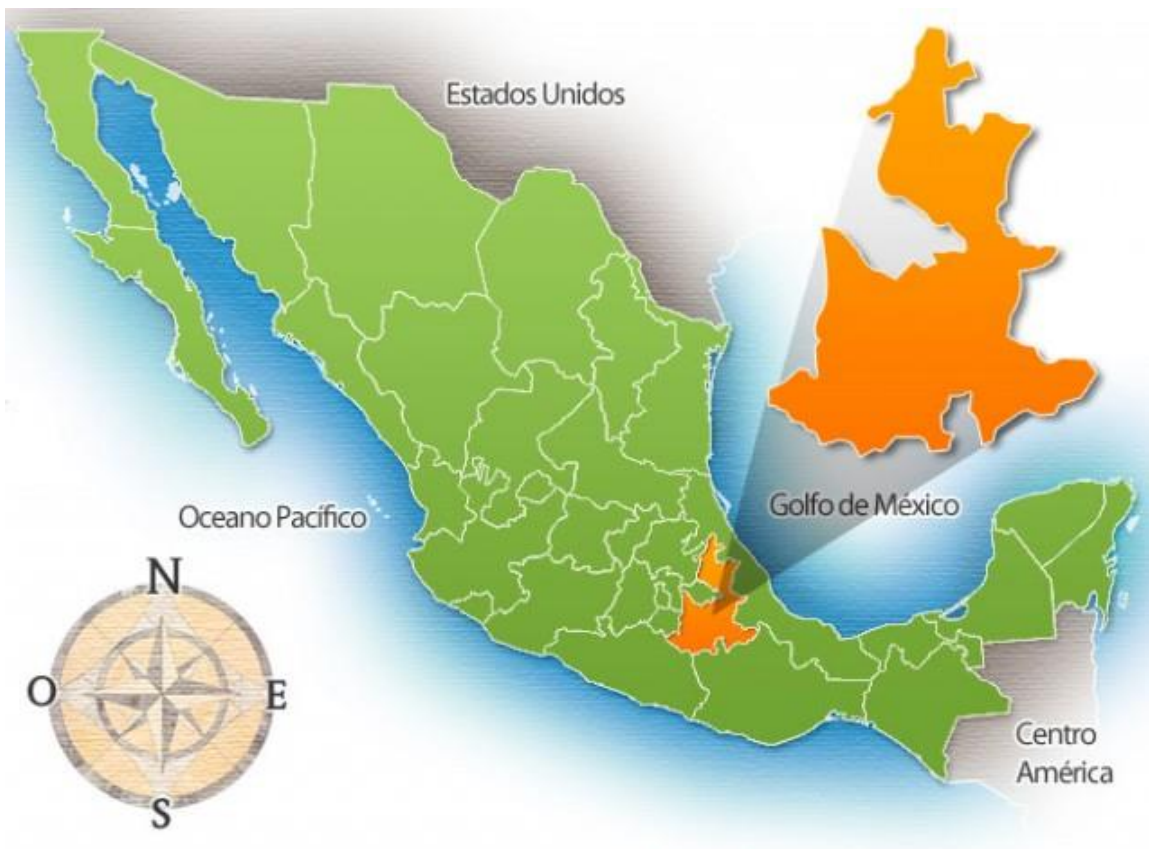 Estados Unidos
Golfo de México
Oceano Pacífico
N
O
E
S
Centro
América